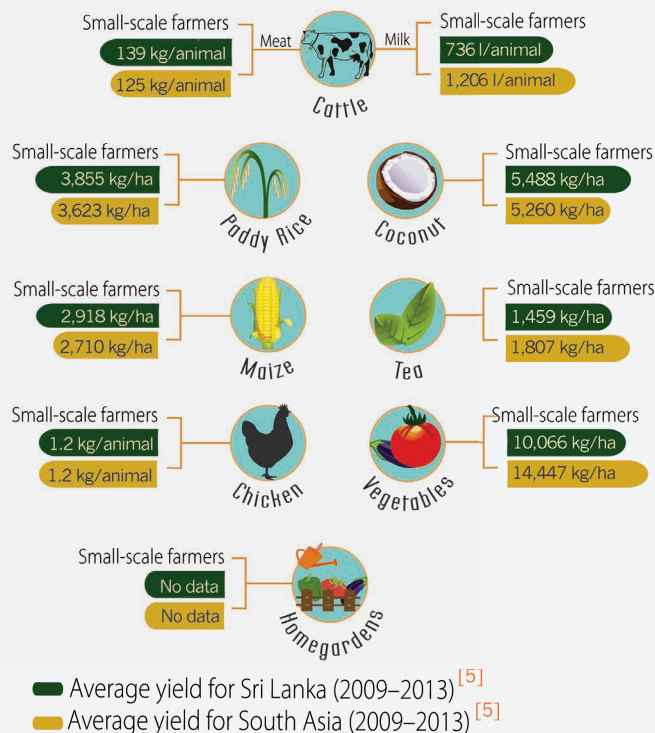 Small-scale farmers
139 kg/animal
125 kg/animal
Meat
Milk
Small-scale farmers
736 l/animal
1,206 l/animal
Cattle
Small-scale farmers
3,855 kg/ha
3,623 kg/ha
Paddy Rice
Small-scale farmers
5,488 kg/ha
5,260 kg/ha
Coconut
Small-scale farmers
2,918 kg/ha
2,710 kg/ha
Maize
Small-scale farmers
1,459 kg/ha
1,807 kg/ha
Tea
Small-scale farmers
1.2 kg/animal
1.2 kg/animal
Chicken
Small-scale farmers
10,066 kg/ha
14,447 kg/ha
Vegetables
Small-scale farmers
No data
No data
Homegardens
Average yield for Sri Lanka (2009–2013) [5]
Average yield for South Asia (2009–2013) [5]